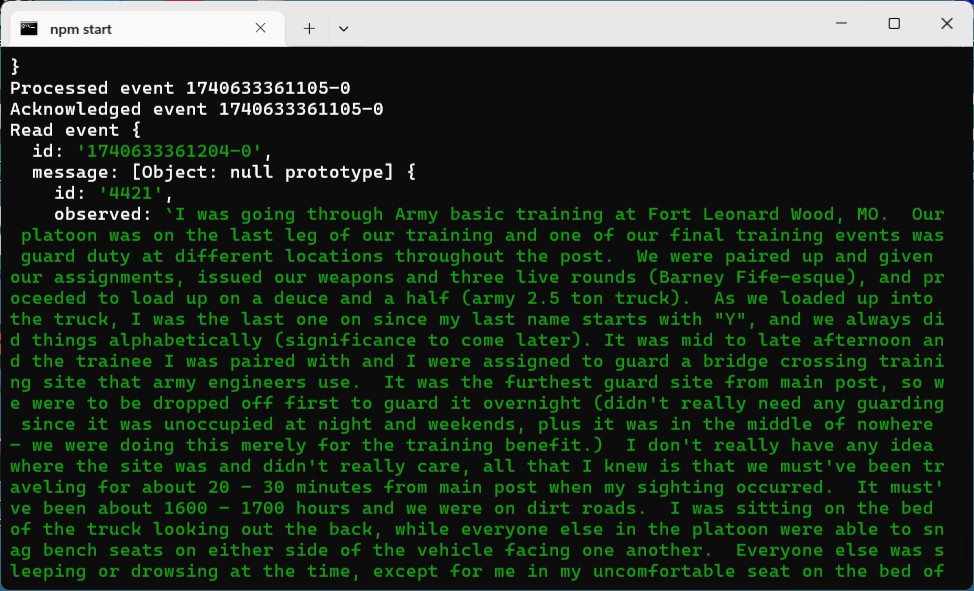 npm start
}
Processed event 1740633361105-0
Acknowledged event 1740633361105-0
Read event {
  id: '1740633361204-0',
  message: [Object: null prototype] {
    id: '4421',
    observed: `I was going through Army basic training at Fort Leonard Wood, MO.  Our
 platoon was on the last leg of our training and one of our final training events was
 guard duty at different locations throughout the post.  We were paired up and given
our assignments, issued our weapons and three live rounds (Barney Fife-esque), and pr
oceeded to load up on a deuce and a half (army 2.5 ton truck).  As we loaded up into
the truck, I was the last one on since my last name starts with "Y", and we always di
d things alphabetically (significance to come later). It was mid to late afternoon an
d the trainee I was paired with and I were assigned to guard a bridge crossing traini
ng site that army engineers use.  It was the furthest guard site from main post, so w
e were to be dropped off first to guard it overnight (didn't really need any guarding
 since it was unoccupied at night and weekends, plus it was in the middle of nowhere
– we were doing this merely for the training benefit.)  I don't really have any idea
where the site was and didn't really care, all that I knew is that we must've been tr
aveling for about 20 – 30 minutes from main post when my sighting occurred.  It must'
ve been about 1600 – 1700 hours and we were on dirt roads.  I was sitting on the bed
of the truck looking out the back, while everyone else in the platoon were able to sn
ag bench seats on either side of the vehicle facing one another.  Everyone else was s
leeping or drowsing at the time, except for me in my uncomfortable seat on the bed of